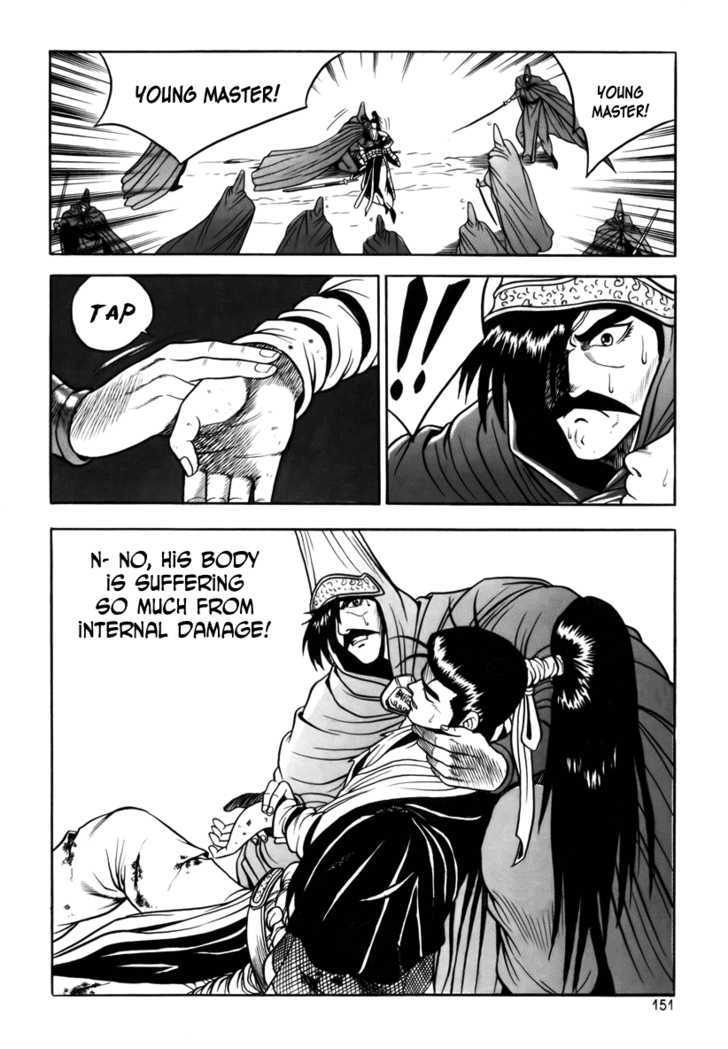 YOUNG MASTER!
YOUNG
MASTER!
TAP
!!
N- NO, HIS BODY
IS SUFFERING
SO MUCH FROM
INTERNAL DAMAGE!
151